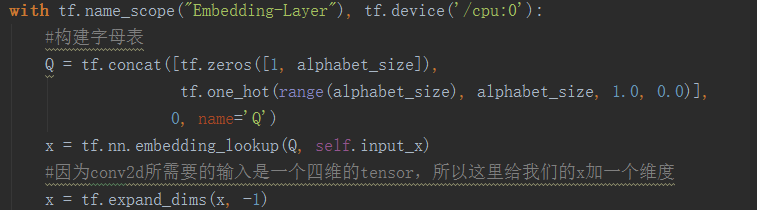 with tf.name_scope("Embedding-Layer"), tf.device('/cpu:0'):
#构建字母表
Q = tf.concat([tf.zeros([1, alphabet_size]),
tf.one_hot(range(alphabet_size), alphabet_size, 1.0, 0.0)],
0, name='Q')
x = tf.nn.embedding_lookup(Q, self.input_x)
#因为conv2d所需要的输入是一个四维的tensor，所以这里给我们的x加一个维度
x = tf.expand_dims(x, -1)